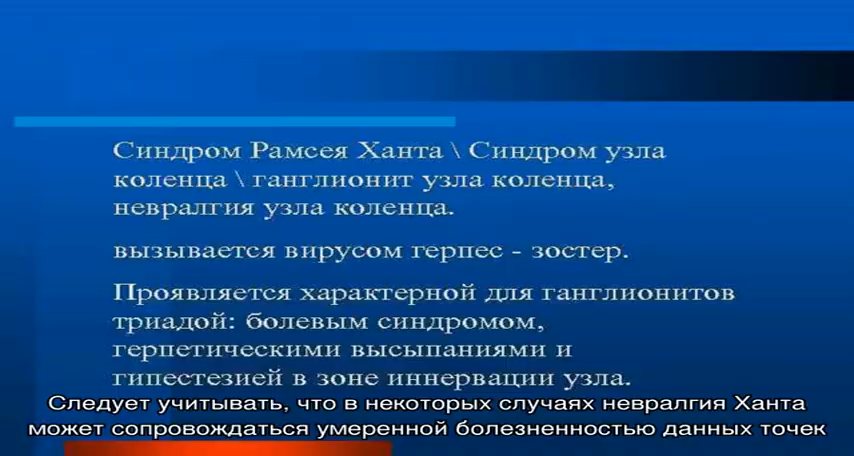 Синдром Рамсея Ханта \ Синдром узла
коленца \ ганглионит узла коленца,
невралгия узла коленца.
вызывается вирусом герпес - зостер.
Проявляется характерной для ганглионитов
триадой: болевым синдромом,
герпетическими высыпаниями и
гипестезией в зоне иннервации узла.
Следует учитывать, что в некоторых случаях невралгия Ханта
может сопровождаться умеренной болезненностью данных точек